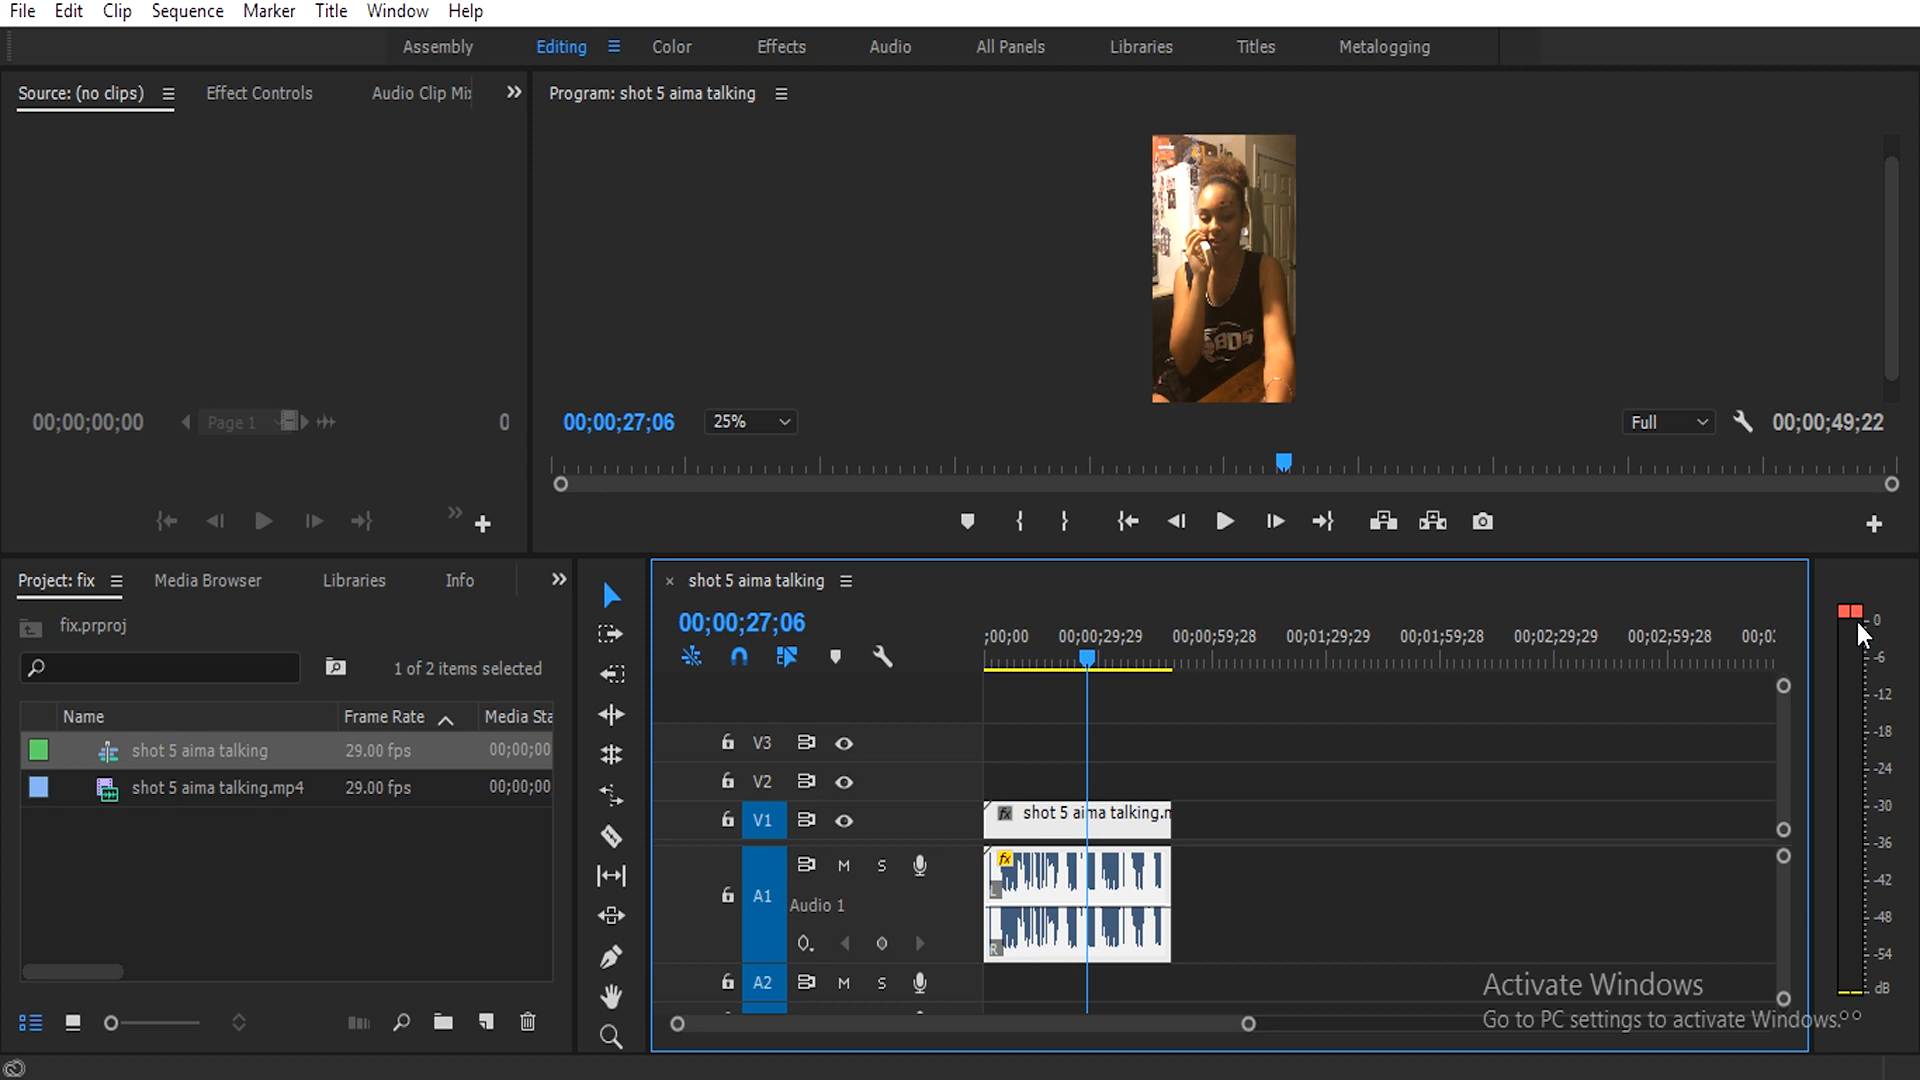 File Edit Clip Sequence Marker Title Window Help
Assembly Editing Color Effects Audio All Panels Libraries Titles Metalogging
Source: (no clips) Effect Controls Audio Clip Mi
Program: shot 5 aima talking
BDS
00;00;00;00 Page 1 0
00;00;27;06 25% Full 00;00;49;22
Project: fix Media Browser Libraries Info
fix.prproj
1 of 2 items selected
Name Frame Rate Media Sta
shot 5 aima talking 29.00 fps 00;00;00
shot 5 aima talking.mp4 29.00 fps 00;00;00
× shot 5 aima talking
00;00;27;06
;00;00 00;00;29;29 00;00;59;28 00;01;29;29 00;01;59;28 00;02;29;29 00;02;59;28 00;0
V3
V2
V1 fx shot 5 aima talking.m
A1 M S fx
L
Audio 1
R
A2 M S
0
-6
-12
-18
-24
-30
-36
-42
-48
-54
dB
Activate Windows
Go to PC settings to activate Windows.